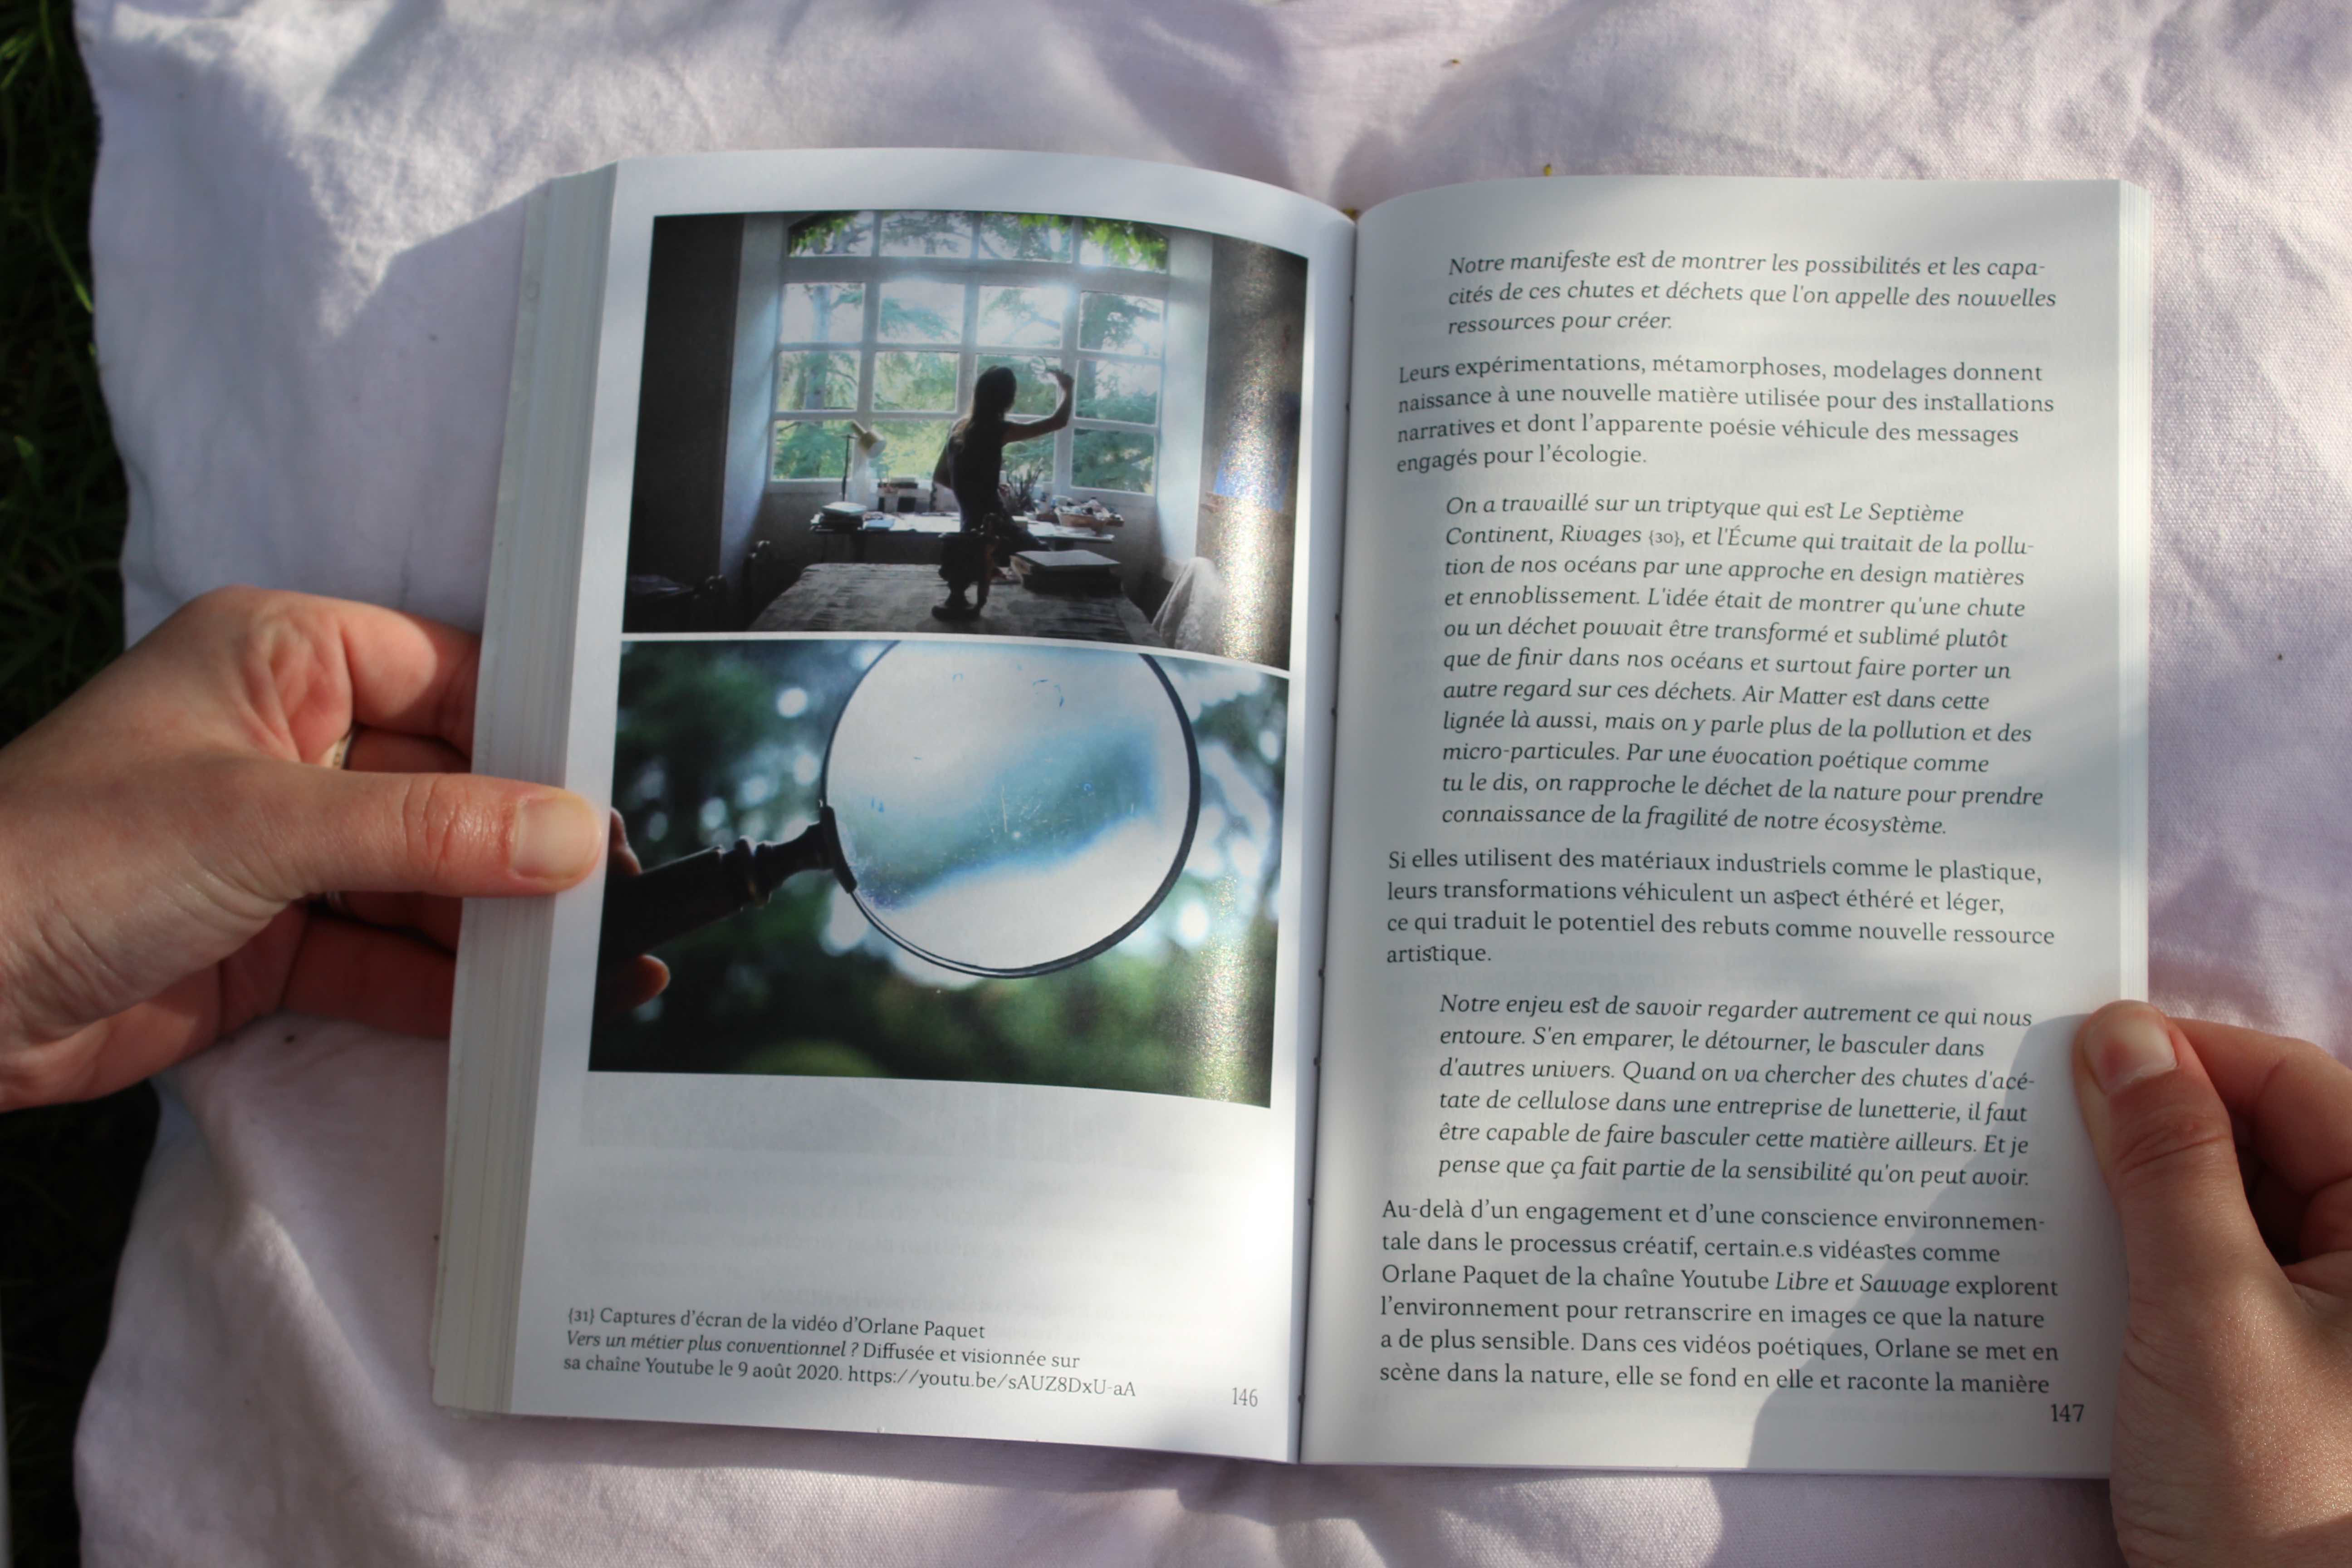 {31} Captures d'écran de la vidéo d'Orlane Paquet
Vers un métier plus conventionnel ? Diffusée et visionnée sur
sa chaîne Youtube le 9 août 2020. https://youtu.be/sAUZ8DxU-aA
146
Notre manifeste est de montrer les possibilités et les capa-
cités de ces chutes et déchets que l'on appelle des nouvelles
ressources pour créer.
Leurs expérimentations, métamorphoses, modelages donnent
naissance à une nouvelle matière utilisée pour des installations
narratives et dont l'apparente poésie véhicule des messages
engagés pour l'écologie.
On a travaillé sur un triptyque qui est Le Septième
Continent, Rivages {30}, et l'Écume qui traitait de la pollu-
tion de nos océans par une approche en design matières
et ennoblissement. L'idée était de montrer qu'une chute
ou un déchet pouvait être transformé et sublimé plutôt
que de finir dans nos océans et surtout faire porter un
autre regard sur ces déchets. Air Matter est dans cette
lignée là aussi, mais on y parle plus de la pollution et des
micro-particules. Par une évocation poétique comme
tu le dis, on rapproche le déchet de la nature pour prendre
connaissance de la fragilité de notre écosystème.
Si elles utilisent des matériaux industriels comme le plastique,
leurs transformations véhiculent un aspect éthéré et léger,
ce qui traduit le potentiel des rebuts comme nouvelle ressource
artistique.
Notre enjeu est de savoir regarder autrement ce qui nous
entoure. S'en emparer, le détourner, le basculer dans
d'autres univers. Quand on va chercher des chutes d'acé-
tate de cellulose dans une entreprise de lunetterie, il faut
être capable de faire basculer cette matière ailleurs. Et je
pense que ça fait partie de la sensibilité qu'on peut avoir.
Au-delà d'un engagement et d'une conscience environnemen-
tale dans le processus créatif, certain.e.s vidéastes comme
Orlane Paquet de la chaîne Youtube Libre et Sauvage explorent
l'environnement pour retranscrire en images ce que la nature
a de plus sensible. Dans ces vidéos poétiques, Orlane se met en
scène dans la nature, elle se fond en elle et raconte la manière
147